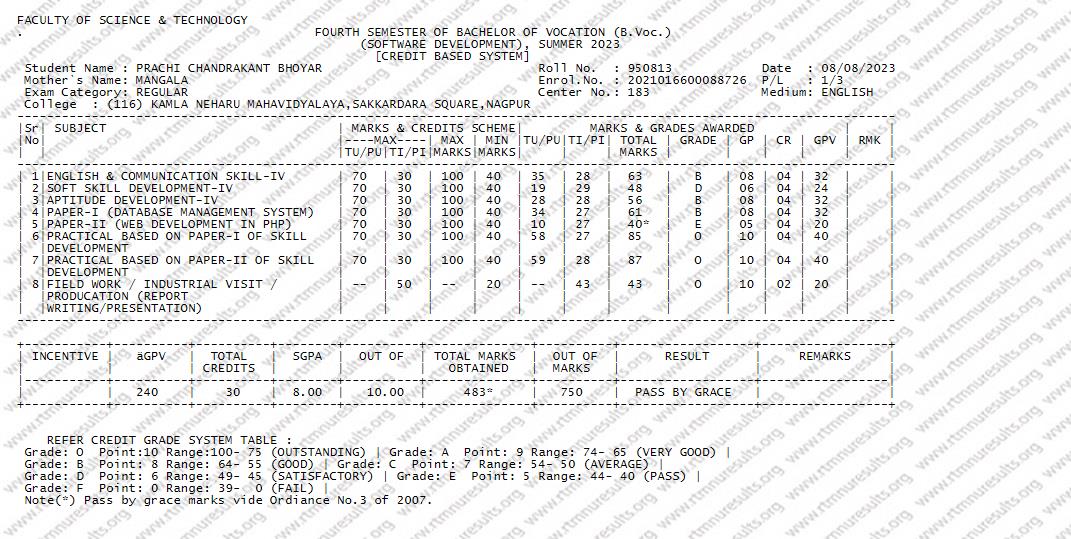 FACULTY OF SCIENCE & TECHNOLOGY
.
FOURTH SEMESTER OF BACHELOR OF VOCATION (B.Voc.)
(SOFTWARE DEVELOPMENT), SUMMER 2023
[CREDIT BASED SYSTEM]
Student Name : PRACHI CHANDRAKANT BHOYAR Roll No. : 950813 Date : 08/08/2023
Mother`s Name: MANGALA Enrol.No. : 2021016600088726 P/L : 1/3
Exam Category: REGULAR Center No.: 183 Medium: ENGLISH
College : (116) KAMLA NEHARU MAHAVIDYALAYA,SAKKARDARA SQUARE,NAGPUR
|Sr| SUBJECT | MARKS & CREDITS SCHEME| MARKS & GRADES AWARDED | |
|No| |----MAX----| MAX | MIN |TU/PU|TI/PI| TOTAL | GRADE | GP | CR | GPV | RMK |
| | |TU/PU|TI/PI|MARKS|MARKS| | | MARKS | | | | | |
| 1|ENGLISH & COMMUNICATION SKILL-IV | 70 | 30 | 100 | 40 | 35 | 28 | 63 | B | 08 | 04 | 32 | |
| 2|SOFT SKILL DEVELOPMENT-IV | 70 | 30 | 100 | 40 | 19 | 29 | 48 | D | 06 | 04 | 24 | |
| 3|APTITUDE DEVELOPMENT-IV | 70 | 30 | 100 | 40 | 28 | 28 | 56 | B | 08 | 04 | 32 | |
| 4|PAPER-I (DATABASE MANAGEMENT SYSTEM) | 70 | 30 | 100 | 40 | 34 | 27 | 61 | B | 08 | 04 | 32 | |
| 5|PAPER-II (WEB DEVELOPMENT IN PHP) | 70 | 30 | 100 | 40 | 10 | 27 | 40* | E | 05 | 04 | 20 | |
| 6|PRACTICAL BASED ON PAPER-I OF SKILL | 70 | 30 | 100 | 40 | 58 | 27 | 85 | O | 10 | 04 | 40 | |
DEVELOPMENT
| 7|PRACTICAL BASED ON PAPER-II OF SKILL | 70 | 30 | 100 | 40 | 59 | 28 | 87 | O | 10 | 04 | 40 | |
DEVELOPMENT
| 8|FIELD WORK / INDUSTRIAL VISIT / | -- | 50 | -- | 20 | -- | 43 | 43 | O | 10 | 02 | 20 | |
PRODUCATION (REPORT
WRITING/PRESENTATION)
| INCENTIVE | äGPV | TOTAL | SGPA | OUT OF | TOTAL MARKS | OUT OF | RESULT | REMARKS |
| | | CREDITS | | | OBTAINED | MARKS | | |
| | 240 | 30 | 8.00 | 10.00 | 483* | 750 | PASS BY GRACE | |
REFER CREDIT GRADE SYSTEM TABLE :
Grade: O Point:10 Range:100- 75 (OUTSTANDING) | Grade: A Point: 9 Range: 74- 65 (VERY GOOD) |
Grade: B Point: 8 Range: 64- 55 (GOOD) | Grade: C Point: 7 Range: 54- 50 (AVERAGE) |
Grade: D Point: 6 Range: 49- 45 (SATISFACTORY) | Grade: E Point: 5 Range: 44- 40 (PASS) |
Grade: F Point: 0 Range: 39- 0 (FAIL) |
Note(*) Pass by grace marks vide Ordiance No.3 of 2007.
www.rtmnuresults.org